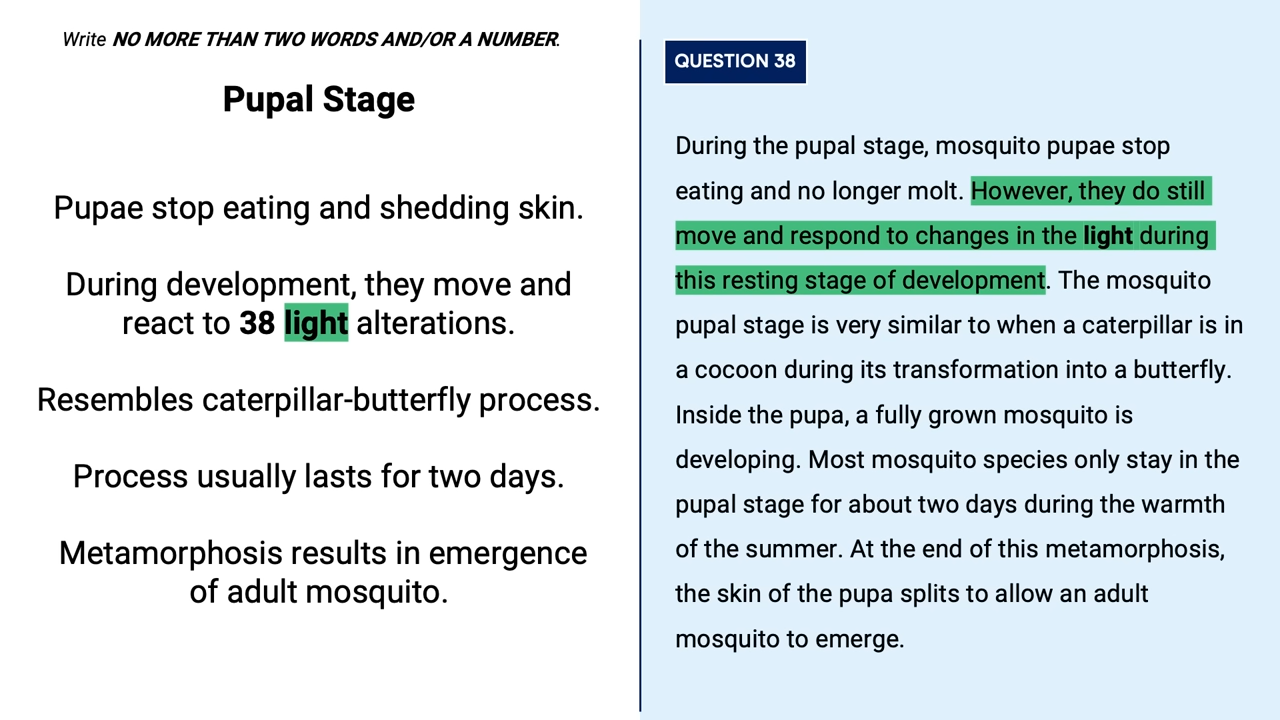 Write NO MORE THAN TWO WORDS AND/OR A NUMBER.
Pupal Stage
Pupae stop eating and shedding skin.
During development, they move and
react to 38 light alterations.
Resembles caterpillar-butterfly process.
Process usually lasts for two days.
Metamorphosis results in emergence
of adult mosquito.
QUESTION 38
During the pupal stage, mosquito pupae stop
eating and no longer molt. However, they do still
move and respond to changes in the light during
this resting stage of development. The mosquito
pupal stage is very similar to when a caterpillar is in
a cocoon during its transformation into a butterfly.
Inside the pupa, a fully grown mosquito is
developing. Most mosquito species only stay in the
pupal stage for about two days during the warmth
of the summer. At the end of this metamorphosis,
the skin of the pupa splits to allow an adult
mosquito to emerge.